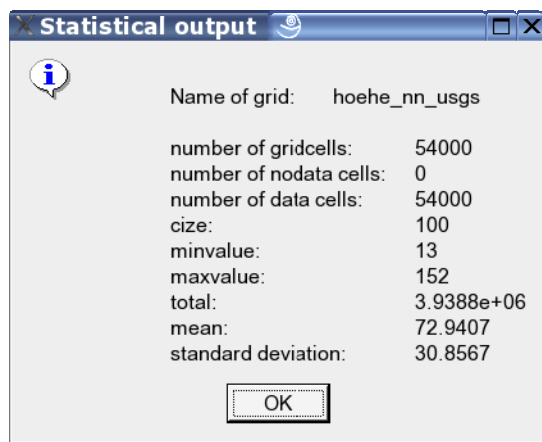 Statistical output
Name of grid: hoehe_nn_usgs
number of gridcells: 54000
number of nodata cells: 0
number of data cells: 54000
cize: 100
minvalue: 13
maxvalue: 152
total: 3.9388e+06
mean: 72.9407
standard deviation: 30.8567
OK